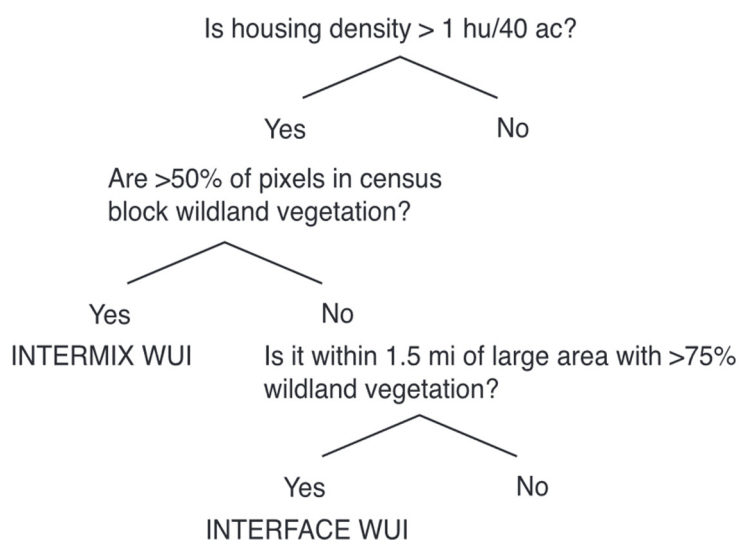 Is housing density > 1 hu/40 ac?
Yes
No
Are >50% of pixels in census
block wildland vegetation?
Yes
No
INTERMIX WUI
Is it within 1.5 mi of large area with >75%
wildland vegetation?
Yes
No
INTERFACE WUI